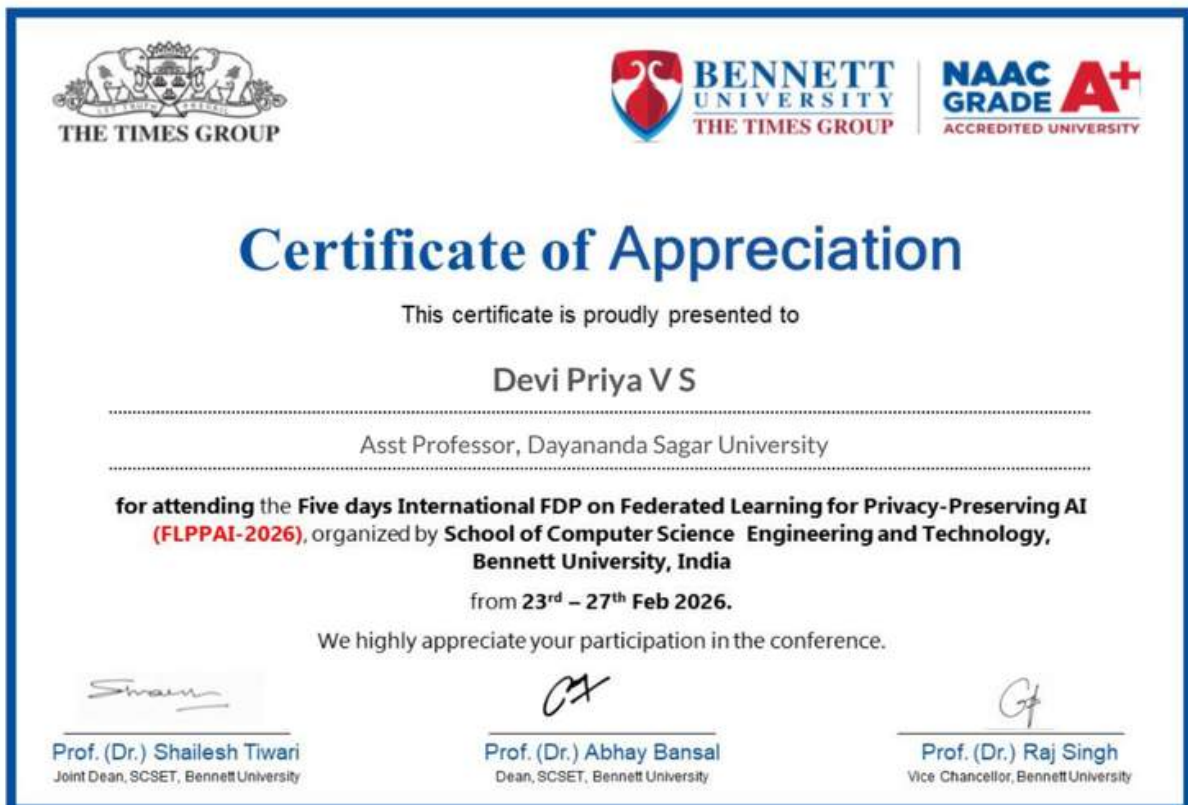 LET TRUTH PREVAIL
THE TIMES GROUP
BENNETT
UNIVERSITY
THE TIMES GROUP
NAAC
GRADE A+
ACCREDITED UNIVERSITY
Certificate of Appreciation
This certificate is proudly presented to
Devi Priya V S
Asst Professor, Dayananda Sagar University
for attending the Five days International FDP on Federated Learning for Privacy-Preserving AI
(FLPPAI-2026), organized by School of Computer Science Engineering and Technology,
Bennett University, India
from 23rd – 27th Feb 2026.
We highly appreciate your participation in the conference.
Prof. (Dr.) Shailesh Tiwari
Joint Dean, SCSET, Bennett University
Prof. (Dr.) Abhay Bansal
Dean, SCSET, Bennett University
Prof. (Dr.) Raj Singh
Vice Chancellor, Bennett University